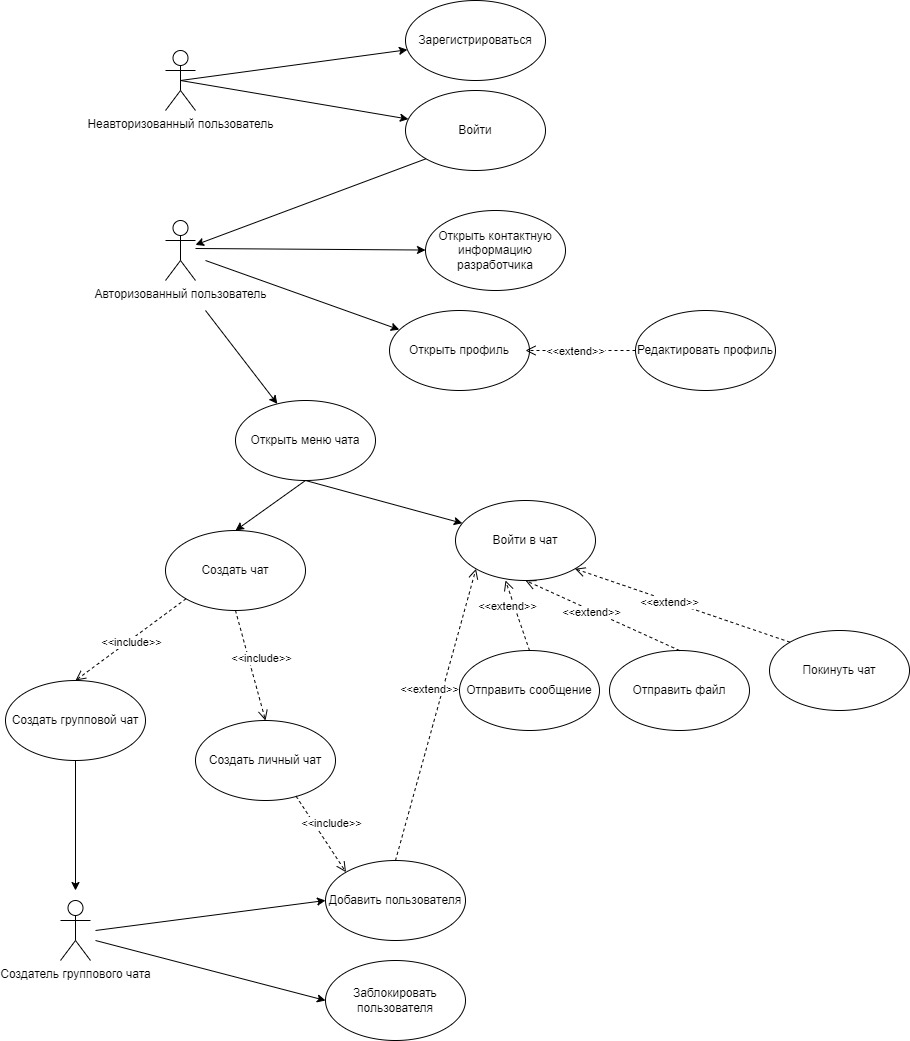 Зарегистрироваться
Неавторизованный пользователь
Войти
Открыть контактную
информацию
разработчика
Авторизованный пользователь
Открыть профиль
<<extend>>
Редактировать профиль
Открыть меню чата
Войти в чат
Создать чат
<<extend>>
<<extend>>
<<extend>>
<<include>>
<<include>>
Покинуть чат
<<extend>>
Отправить сообщение
Отправить файл
Создать групповой чат
Создать личный чат
<<include>>
Добавить пользователя
Создатель группового чата
Заблокировать
пользователя